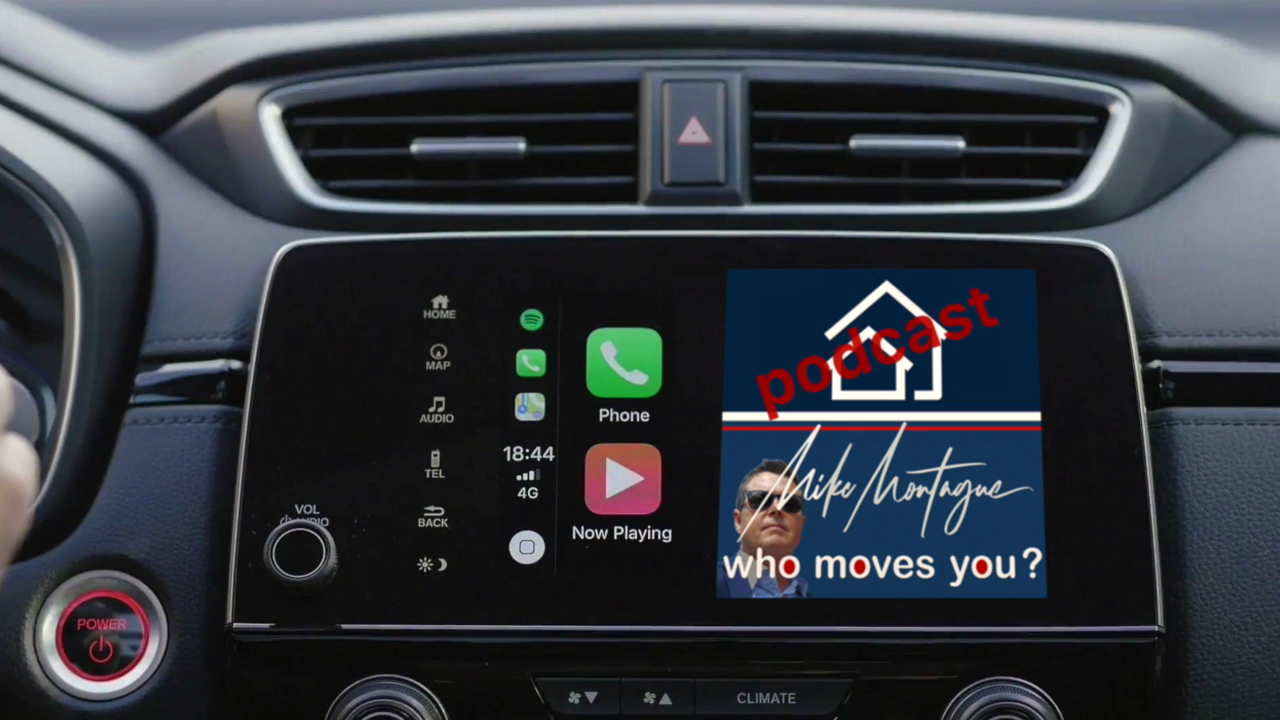 HOME
MAP
AUDIO
TEL
BACK
VOL
AUDIO
POWER
18:44
4G
Phone
Now Playing
podcast
Mike Montague
who moves you?
CLIMATE